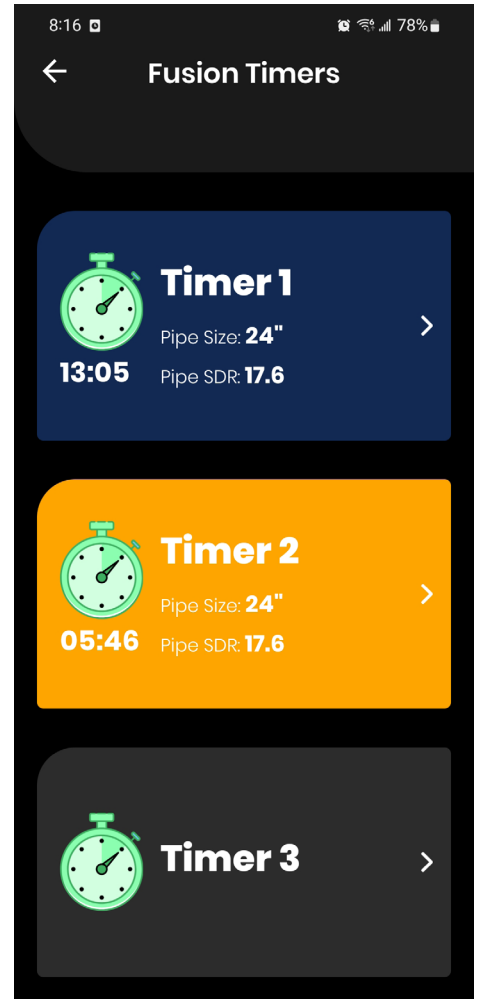 8:16
78%
Fusion Timers
Timer 1
Pipe Size: 24"
13:05
Pipe SDR: 17.6
Timer 2
Pipe Size: 24"
05:46
Pipe SDR: 17.6
Timer 3